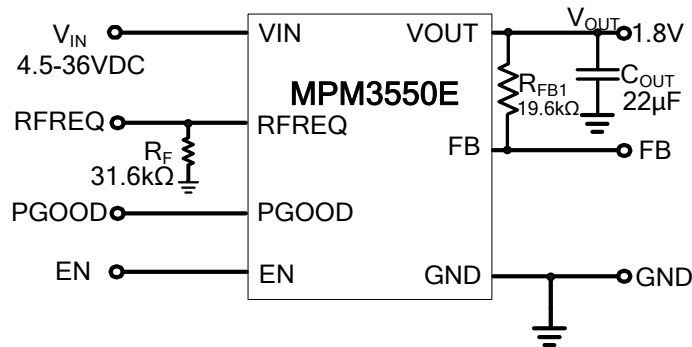 VIN
4.5-36VDC
RFREQ
RF
31.6kΩ
PGOOD
EN
VIN
RFREQ
PGOOD
EN
MPM3550E
VOUT
FB
GND
RFB1
19.6kΩ
VOUT
1.8V
COUT
22µF
FB
GND